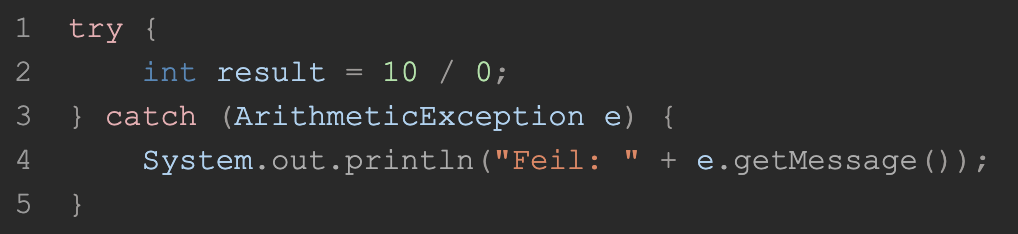 1 try {
2     int result = 10 / 0;
3 } catch (ArithmeticException e) {
4     System.out.println("Feil: " + e.getMessage());
5 }